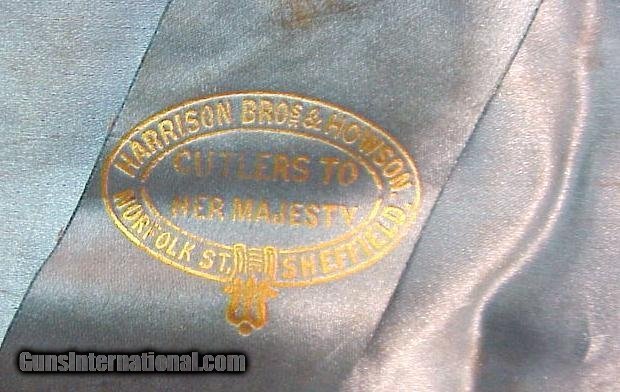 HARRISON BROS & HOWSON.
CUTLERS TO
HER MAJESTY
NORFOLK ST. SHEFFIELD
GunsInternational.com